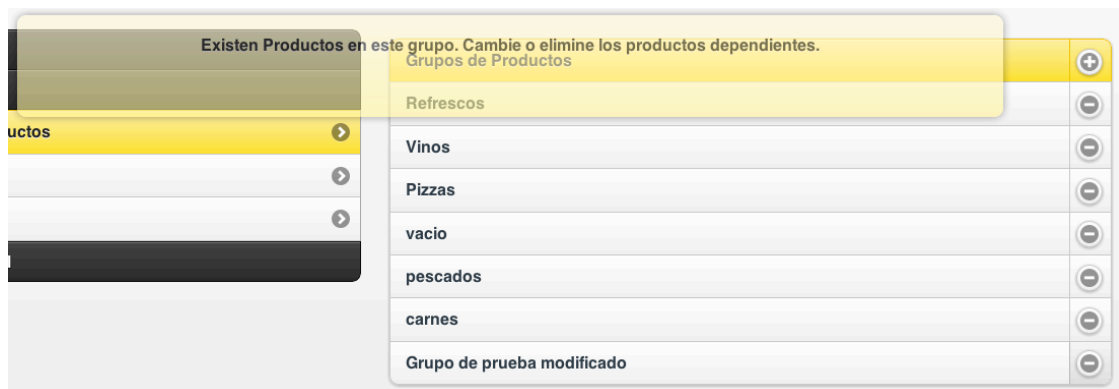 Existen Productos en este grupo. Cambie o elimine los productos dependientes.
Grupos de Productos
Refrescos
uctos
Vinos
Pizzas
vacio
pescados
carnes
Grupo de prueba modificado